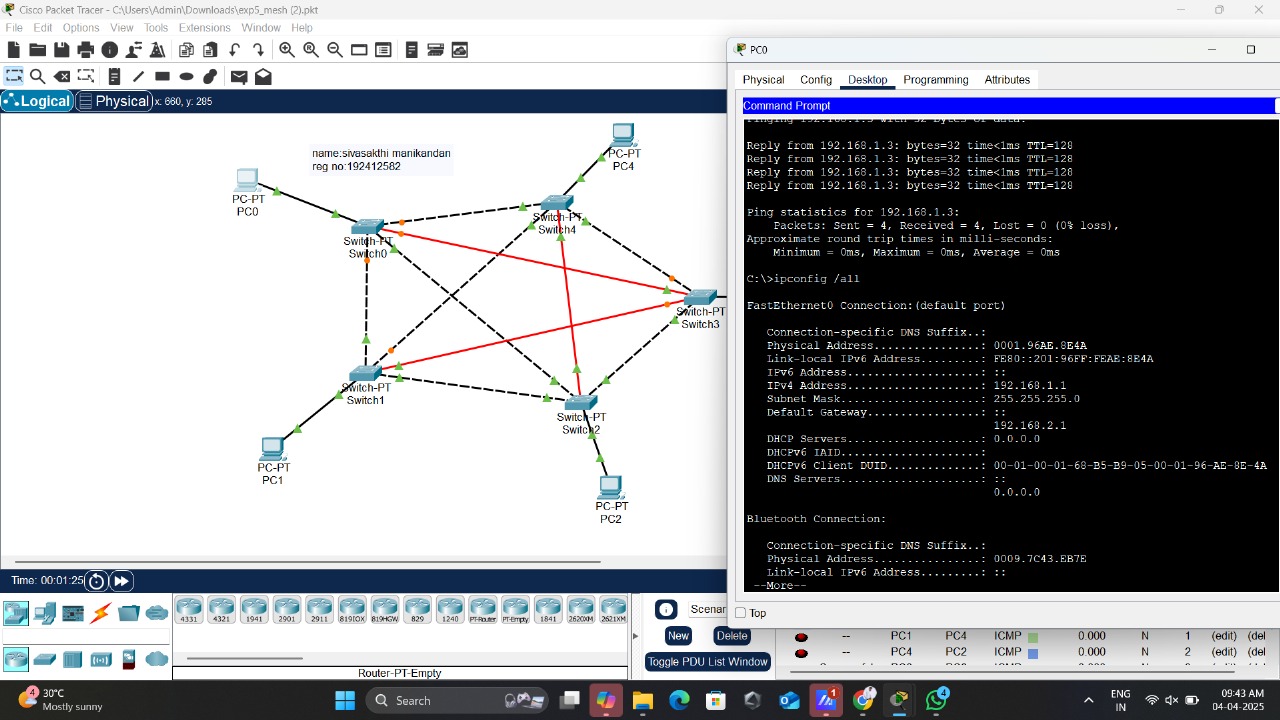 Cisco Packet Tracer - C:\Users\Admin\Downloads\exp5_mesh (2).pkt
File Edit Options View Tools Extensions Window Help
Logical Physical x: 660, y: 285
name:sivasakthi manikandan
reg no:192412582
PC-PT
PC0
PC-PT
PC4
Switch-PT
Switch0
Switch-PT
Switch4
Switch-PT
Switch3
Switch-PT
Switch1
Switch-PT
Switch2
PC-PT
PC1
PC-PT
PC2
PC0
Physical Config Desktop Programming Attributes
Command Prompt
Pinging 192.168.1.3 with 32 bytes of data:
Reply from 192.168.1.3: bytes=32 time<1ms TTL=128
Reply from 192.168.1.3: bytes=32 time<1ms TTL=128
Reply from 192.168.1.3: bytes=32 time<1ms TTL=128
Reply from 192.168.1.3: bytes=32 time<1ms TTL=128
Ping statistics for 192.168.1.3:
Packets: Sent = 4, Received = 4, Lost = 0 (0% loss),
Approximate round trip times in milli-seconds:
Minimum = 0ms, Maximum = 0ms, Average = 0ms
C:\>ipconfig /all
FastEthernet0 Connection:(default port)
Connection-specific DNS Suffix..:
Physical Address................: 0001.96AE.8E4A
Link-local IPv6 Address.........: FE80::201:96FF:FEAE:8E4A
IPv6 Address....................: ::
IPv4 Address....................: 192.168.1.1
Subnet Mask.....................: 255.255.255.0
Default Gateway.................: ::
192.168.2.1
DHCP Servers....................: 0.0.0.0
DHCPv6 IAID.....................:
DHCPv6 Client DUID..............: 00-01-00-01-68-B5-B9-05-00-01-96-AE-8E-4A
DNS Servers.....................: ::
0.0.0.0
Bluetooth Connection:
Connection-specific DNS Suffix..:
Physical Address................: 0009.7C43.EB7E
Link-local IPv6 Address.........: ::
--More--
Top
Time: 00:01:25
4331 4321 1941 2901 2911 819IOX 819HGW 829 1240 PT-Router PT-Empty 1841 2620XM 2621XM
Router-PT-Empty
Scenar
New Delete
Toggle PDU List Window
-- PC1 PC4 ICMP 0.000 N 1 (edit) (del
-- PC4 PC2 ICMP 0.000 N 2 (edit) (del
30°C
Mostly sunny
4
Search
1
4
ENG
IN
09:43 AM
04-04-2025